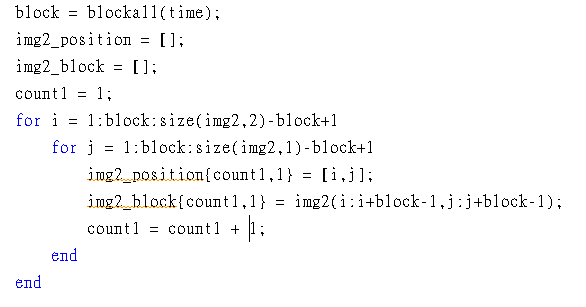 block = blockall(time);
img2_position = [];
img2_block = [];
count1 = 1;
for i = 1:block:size(img2,2)-block+1
    for j = 1:block:size(img2,1)-block+1
        img2_position{count1,1} = [i,j];
        img2_block{count1,1} = img2(i:i+block-1,j:j+block-1);
        count1 = count1 + 1;
    end
end